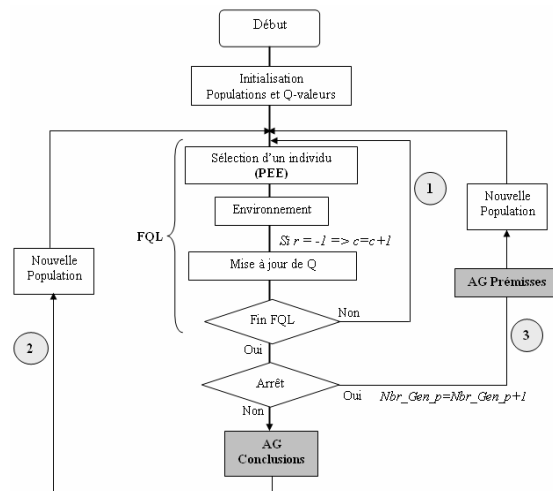 Début
Initialisation
Populations et Q-valeurs
Sélection d'un individu
(PEE)
1
Environnement
Nouvelle
Population
FQL
Si r = -1 => c=c+1
Nouvelle
Population
Mise à jour de Q
AG Prémisses
Fin FQL
Non
2
3
Oui
Arrêt
Oui
Nbr_Gen_p=Nbr_Gen_p+1
Non
AG
Conclusions